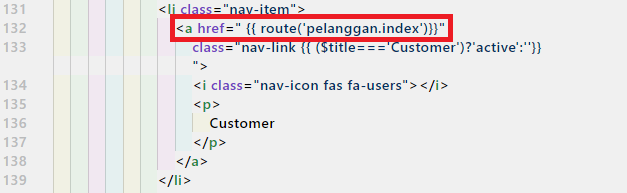 131 <li class="nav-item">
132 <a href=" {{ route('pelanggan.index')}}"
133 class="nav-link {{ ($title==='Customer')?'active':''}}
">
134 <i class="nav-icon fas fa-users"></i>
135 <p>
136 Customer
137 </p>
138 </a>
139 </li>